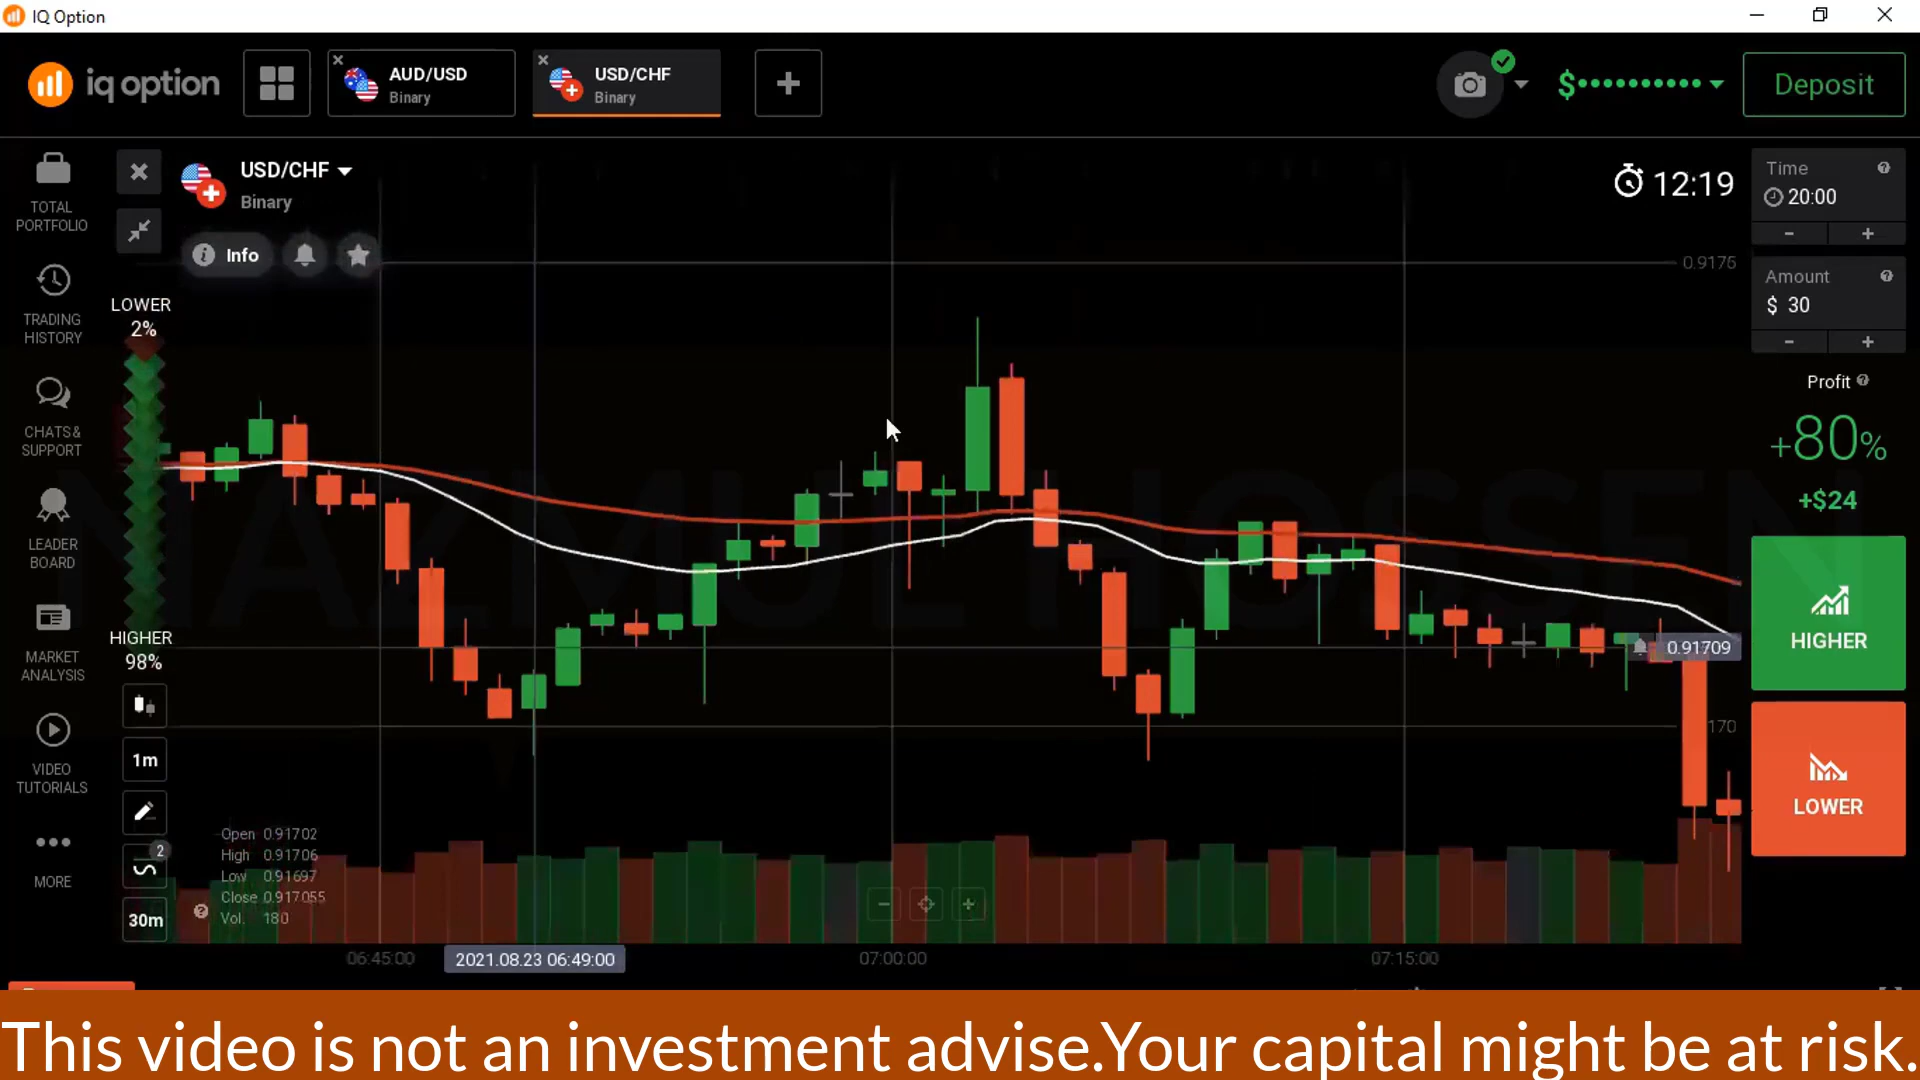 IQ Option
iq option
AUD/USD
Binary
USD/CHF
Binary
$
Deposit
USD/CHF
Binary
12:19
Info
TOTAL
PORTFOLIO
TRADING
HISTORY
CHATS &
SUPPORT
LEADER
BOARD
MARKET
ANALYSIS
VIDEO
TUTORIALS
MORE
LOWER
2%
HIGHER
98%
1m
2
30m
Time
20:00
Amount
$ 30
Profit
+80%
+$24
HIGHER
LOWER
0.9175
0.91709
170
NAZMUL HOSSEN
Open 0.91702
High 0.91706
Low 0.91697
Close 0.917055
Vol. 180
06:45:00
2021.08.23 06:49:00
07:00:00
07:15:00
This video is not an investment advise.Your capital might be at risk.